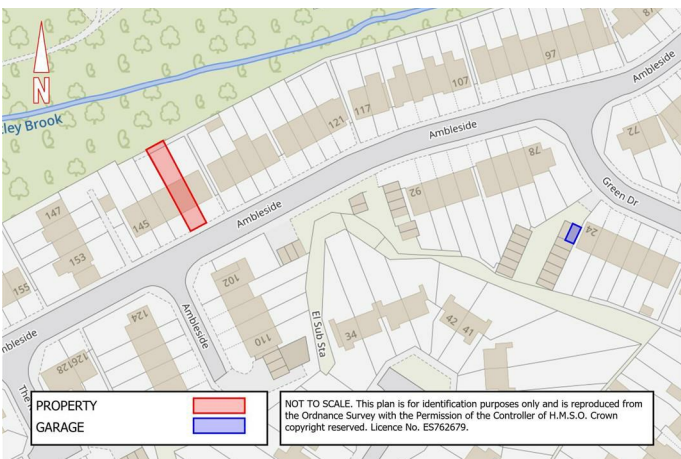 N
ley Brook
97
Ambleside
107
117
121
Ambleside
72
78
Green Dr
92
24
147
145
153
155
Ambleside
102
110
El Sub Sta
34
42
41
Ambleside
124
126
128
mbleside
PROPERTY
GARAGE
NOT TO SCALE. This plan is for identification purposes only and is reproduced from
the Ordnance Survey with the Permission of the Controller of H.M.S.O. Crown
copyright reserved. Licence No. ES762679.